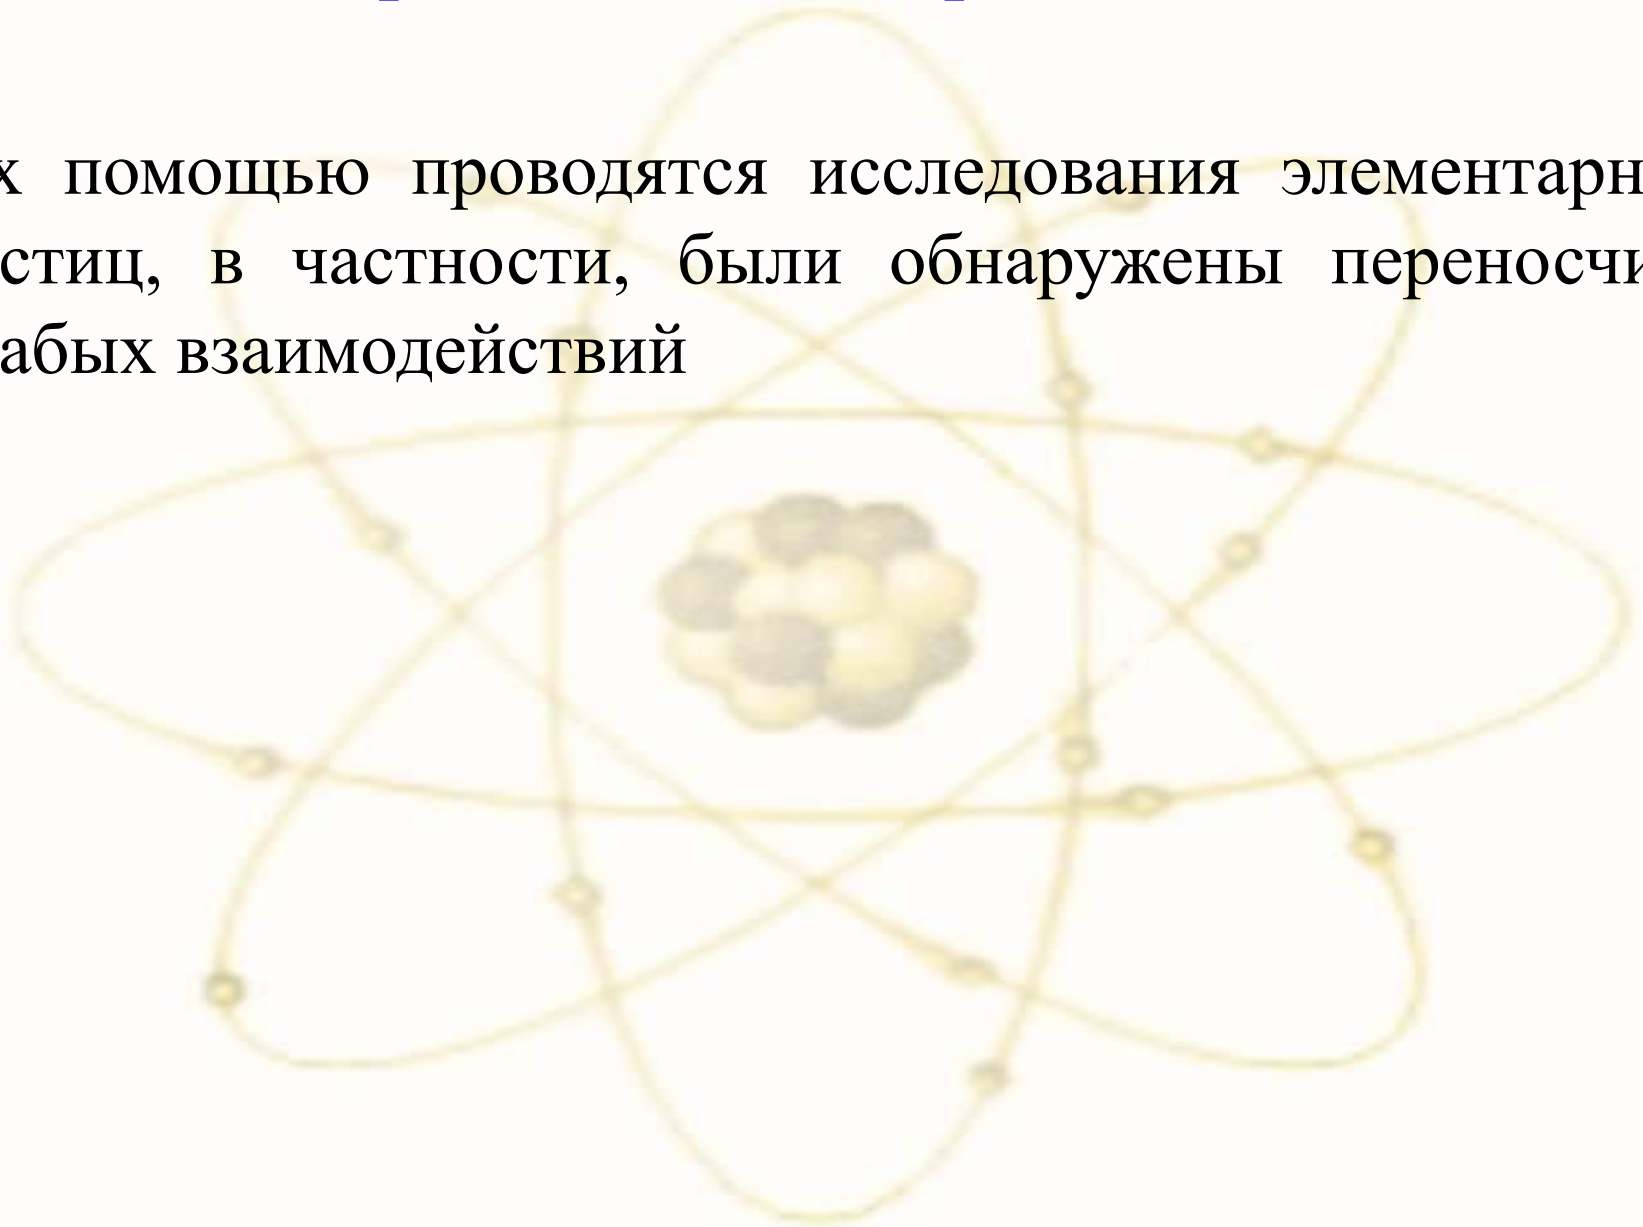 х помощью проводятся исследования элементарн
стиц, в частности, были обнаружены переносчи
абых взаимодействий